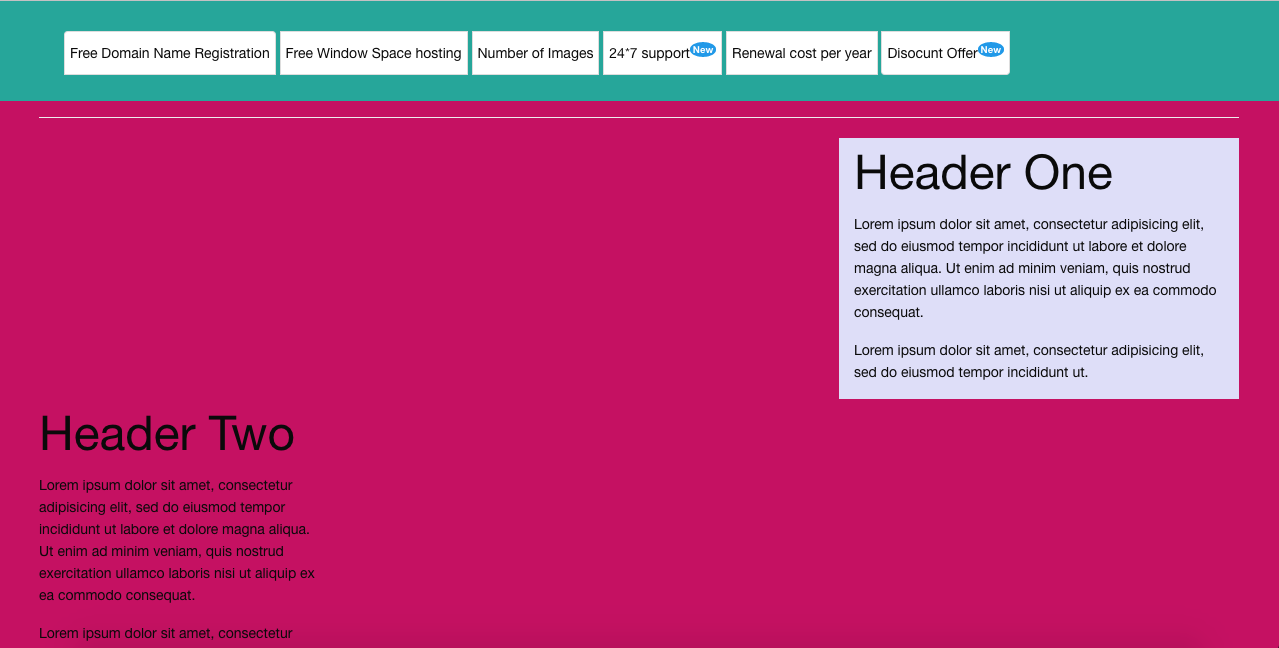 Free Domain Name Registration Free Window Space hosting Number of Images 24*7 support New Renewal cost per year Disocunt Offer New
Header One
Lorem ipsum dolor sit amet, consectetur adipisicing elit,
sed do eiusmod tempor incididunt ut labore et dolore
magna aliqua. Ut enim ad minim veniam, quis nostrud
exercitation ullamco laboris nisi ut aliquip ex ea commodo
consequat.
Lorem ipsum dolor sit amet, consectetur adipisicing elit,
sed do eiusmod tempor incididunt ut.
Header Two
Lorem ipsum dolor sit amet, consectetur
adipisicing elit, sed do eiusmod tempor
incididunt ut labore et dolore magna aliqua.
Ut enim ad minim veniam, quis nostrud
exercitation ullamco laboris nisi ut aliquip ex
ea commodo consequat.
Lorem ipsum dolor sit amet, consectetur